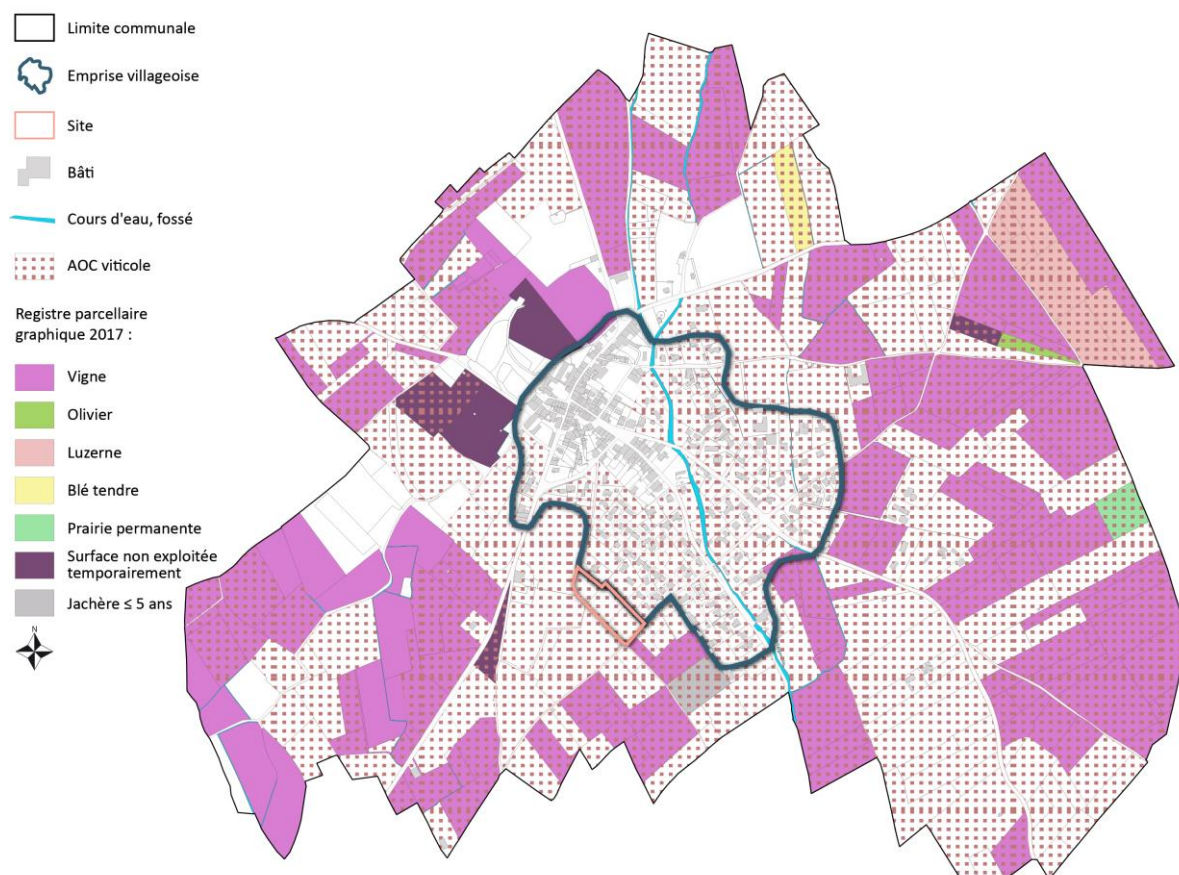 Limite communale
Emprise villageoise
Site
Bâti
Cours d'eau, fossé
AOC viticole
Registre parcellaire
graphique 2017 :
Vigne
Olivier
Luzerne
Blé tendre
Prairie permanente
Surface non exploitée
temporairement
Jachère ≤ 5 ans
N